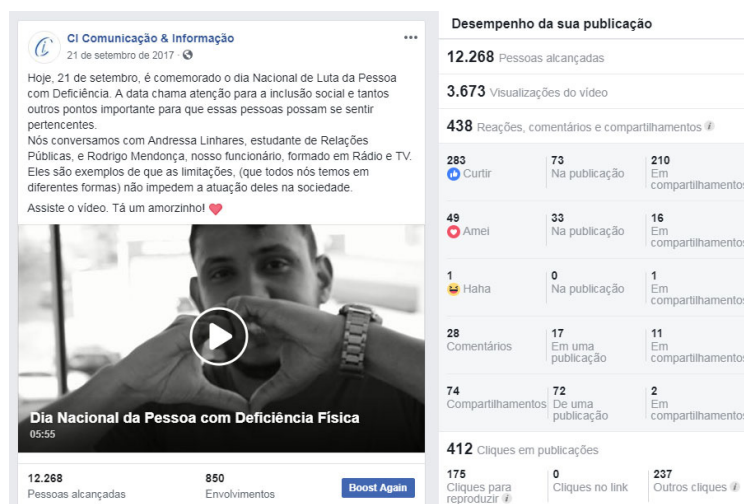 CI Comunicação & Informação
21 de setembro de 2017
Hoje, 21 de setembro, é comemorado o dia Nacional de Luta da Pessoa
com Deficiência. A data chama atenção para a inclusão social e tantos
outros pontos importante para que essas pessoas possam se sentir
pertencentes.
Nós conversamos com Andressa Linhares, estudante de Relações
Públicas, e Rodrigo Mendonça, nosso funcionário, formado em Rádio e TV.
Eles são exemplos de que as limitações, (que todos nós temos em
diferentes formas) não impedem a atuação deles na sociedade.
Assiste o vídeo. Tá um amorzinho!
Dia Nacional da Pessoa com Deficiência Física
05:55
12.268
Pessoas alcançadas
850
Envolvimentos
Boost Again
Desempenho da sua publicação
12.268 Pessoas alcançadas
3.673 Visualizações do vídeo
438 Reações, comentários e compartilhamentos
283
Curtir
73
Na publicação
210
Em
compartilhamentos
49
Amei
33
Na publicação
16
Em
compartilhamentos
1
Haha
0
Na publicação
1
Em
compartilhamentos
28
Comentários
17
Em uma
publicação
11
Em
compartilhamentos
74
Compartilhamentos
72
De uma
publicação
2
Em
compartilhamentos
412 Cliques em publicações
175
Cliques para
reproduzir
0
Cliques no link
237
Outros cliques